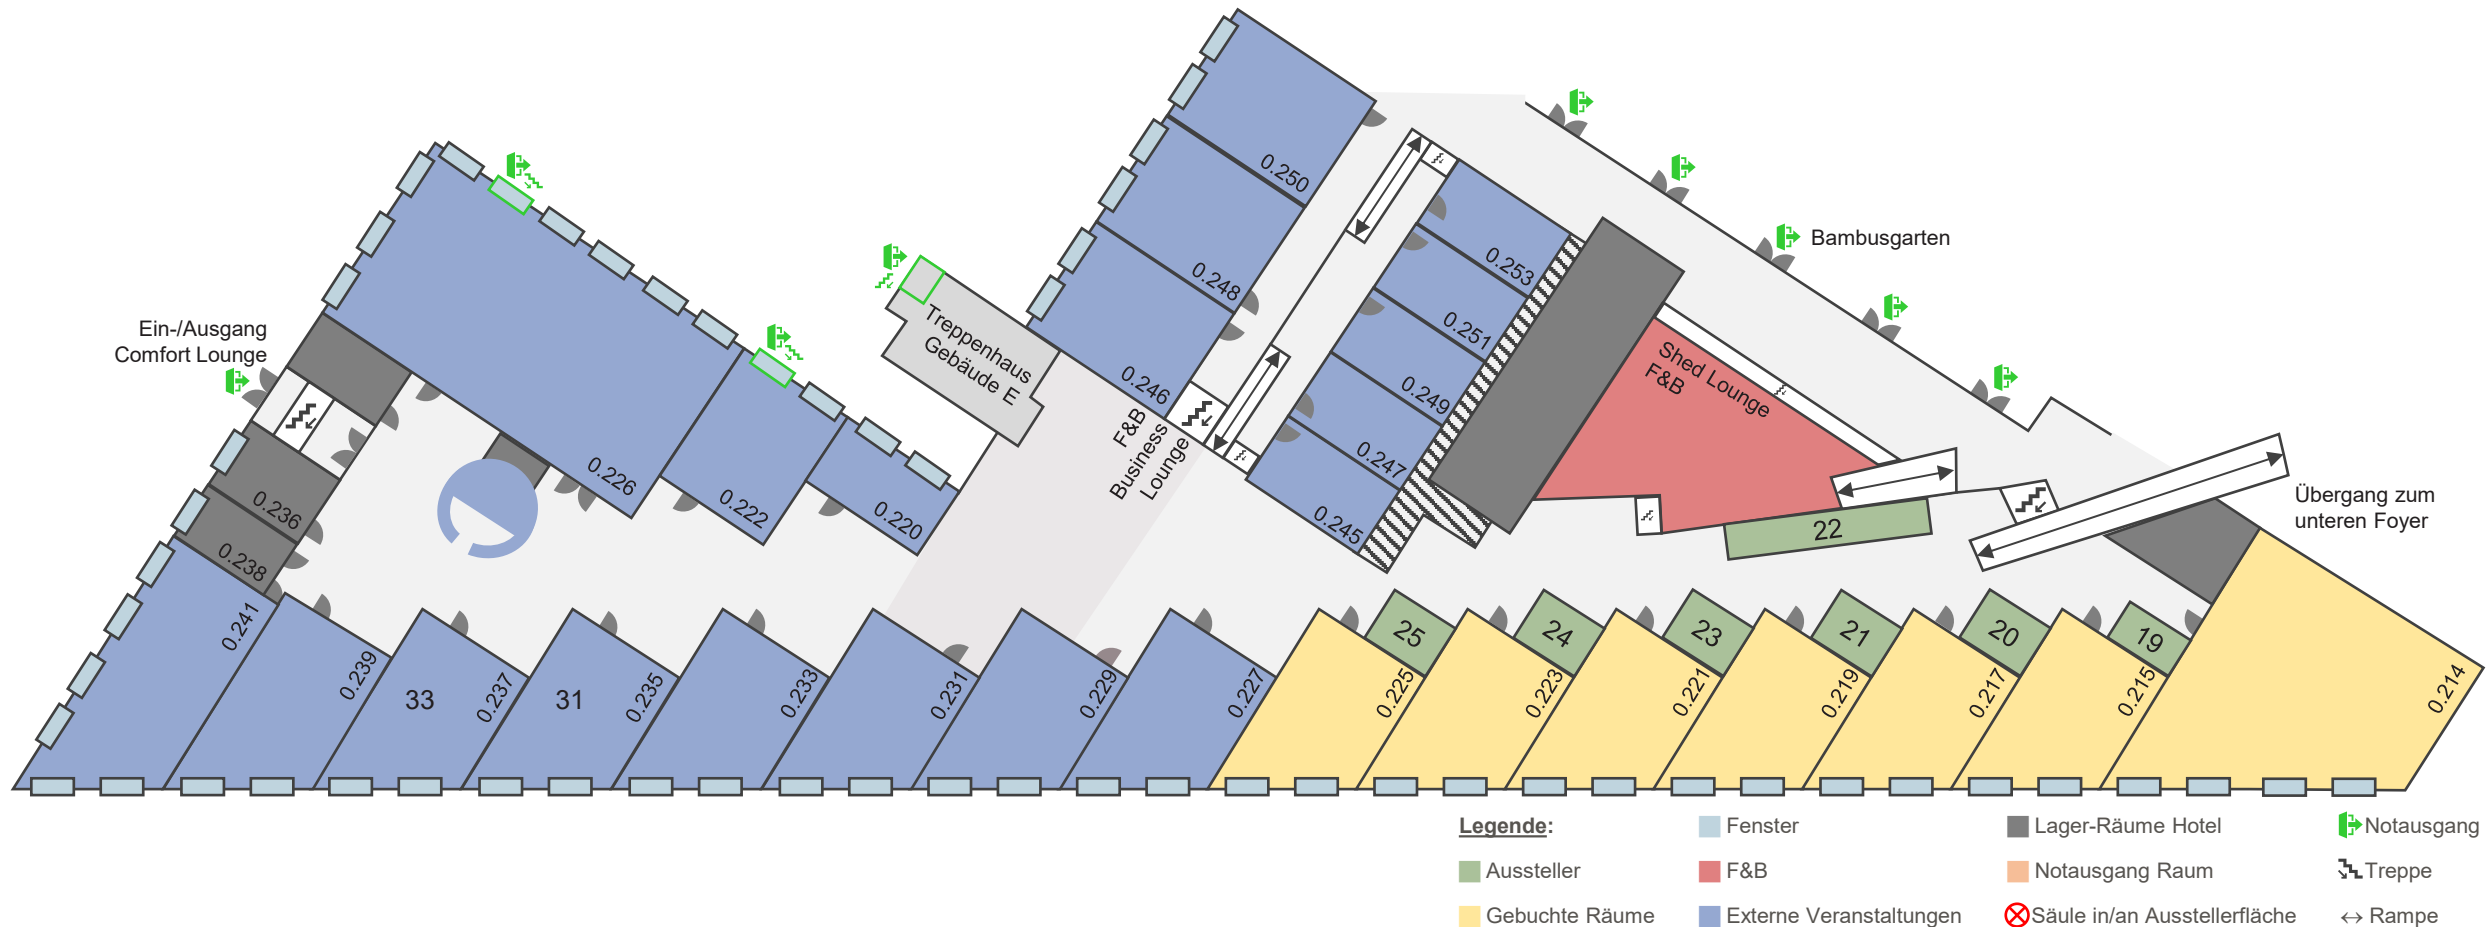 0.250
0.248
0.246
0.253
0.251
0.249
0.247
0.245
Bambusgarten
Ein-/Ausgang
Comfort Lounge
Treppenhaus
Gebäude E
F&B
Business
Lounge
Shed Lounge
F&B
0.226
0.222
0.220
0.236
0.238
22
Übergang zum
unteren Foyer
25
24
23
21
20
19
0.241
0.239
33
0.237
31
0.235
0.233
0.231
0.229
0.227
0.225
0.223
0.221
0.219
0.217
0.215
0.214
Legende:
Fenster
Lager-Räume Hotel
Notausgang
Aussteller
F&B
Notausgang Raum
Treppe
Gebuchte Räume
Externe Veranstaltungen
Säule in/an Ausstellerfläche
Rampe